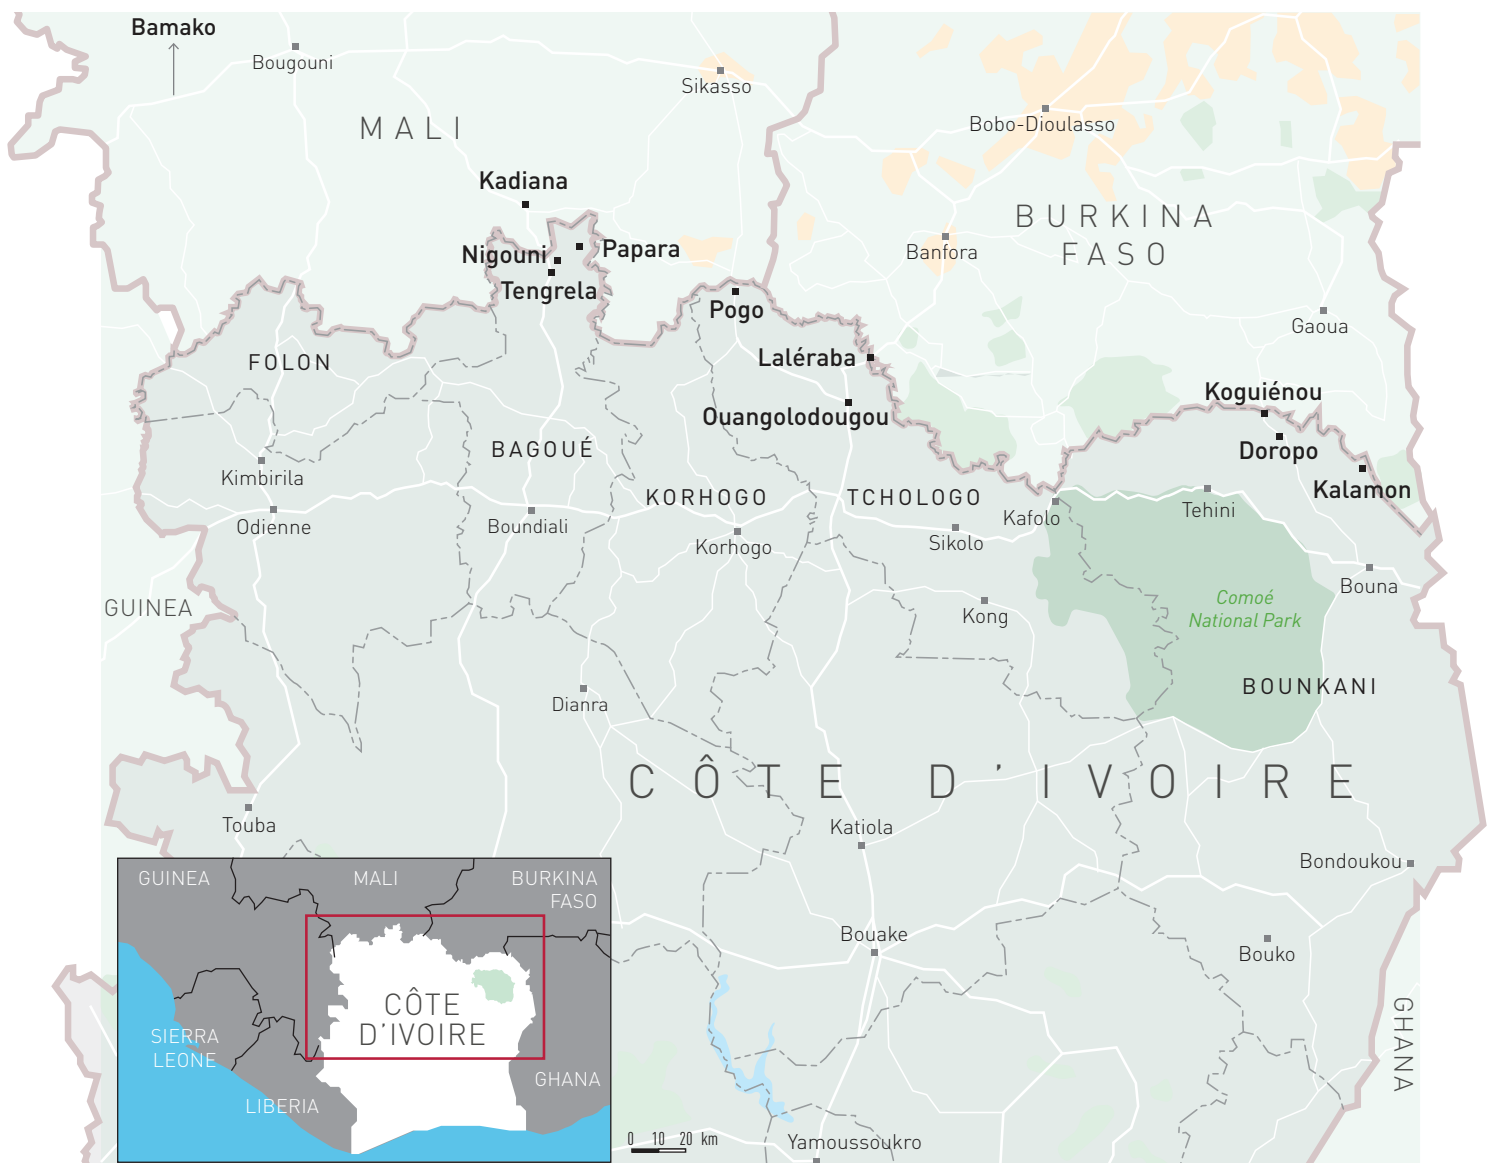 Bamako
Bougouni
Sikasso
MALI
Bobo-Dioulasso
Kadiana
BURKINA
FASO
Nigouni
Papara
Banfora
Tengrela
Pogo
Gaoua
FOLON
Laléraba
Koguiénou
Ouangolodougou
BAGOUÉ
Doropo
Kimbirila
KORHOGO
TCHOLOGO
Kalamon
Odienne
Boundiali
Kafolo
Tehini
Korhogo
Sikolo
GUINEA
Kong
Bouna
Comoé
National Park
BOUNKANI
Dianra
CÔTE D'IVOIRE
Touba
Katiola
Bondoukou
Bouake
Bouko
GHANA
Yamoussoukro
0 10 20 km
GUINEA
MALI
BURKINA
FASO
CÔTE
D'IVOIRE
SIERRA
LEONE
LIBERIA
GHANA